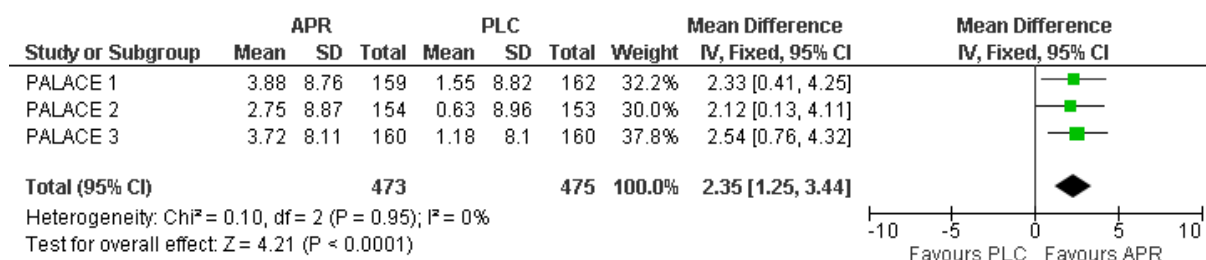 APR PLC Mean Difference Mean Difference
Study or Subgroup Mean SD Total Mean SD Total Weight IV, Fixed, 95% CI IV, Fixed, 95% CI
PALACE 1 3.88 8.76 159 1.55 8.82 162 32.2% 2.33 [0.41, 4.25]
PALACE 2 2.75 8.87 154 0.63 8.96 153 30.0% 2.12 [0.13, 4.11]
PALACE 3 3.72 8.11 160 1.18 8.1 160 37.8% 2.54 [0.76, 4.32]
Total (95% CI) 473 475 100.0% 2.35 [1.25, 3.44]
Heterogeneity: Chi² = 0.10, df = 2 (P = 0.95); I² = 0%
Test for overall effect: Z = 4.21 (P < 0.0001)
-10 -5 0 5 10
Favours PLC Favours APR